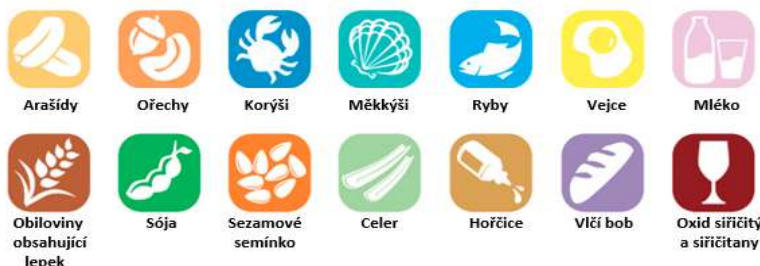 Arašídy
Ořechy
Korýši
Měkkýši
Ryby
Vejce
Mléko
Obiloviny
obsahující
lepek
Sója
Sezamové
semínko
Celer
Hořčice
Vlčí bob
Oxid siřičitý
a siřičitany